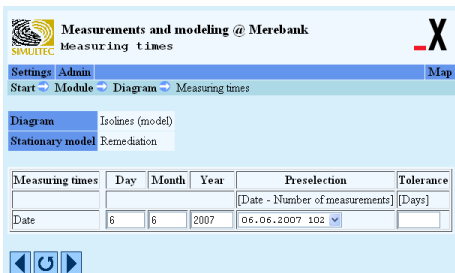 Measurements and modeling @ Merebank
Measuring times
SIMULTEC
_X
Settings Admin Map
Start Module Diagram Measuring times
Diagram Isolines (model)
Stationary model Remediation
Measuring times Day Month Year Preselection Tolerance
[Date - Number of measurements] [Days]
Date 6 6 2007 06.06.2007 102